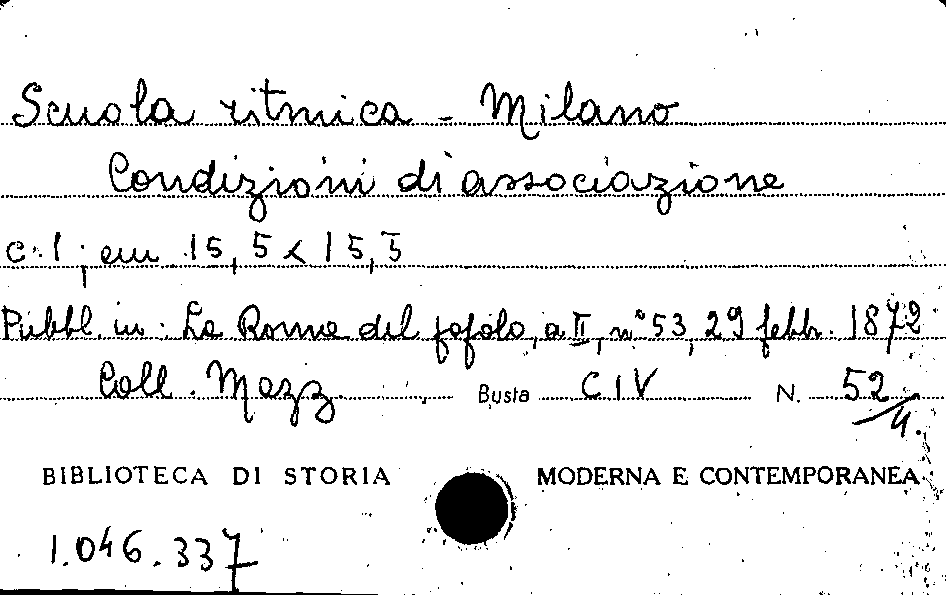 Scuola ritmica - Milano
Condizioni di associazione
c. 1; cm 15,5 x 15,5
Pubbl. in: La Roma del popolo, a II, n° 53, 29 febb. 1872
Coll. Mazz. Busta CIV N. 52/4.
BIBLIOTECA DI STORIA MODERNA E CONTEMPORANEA
1.046.337